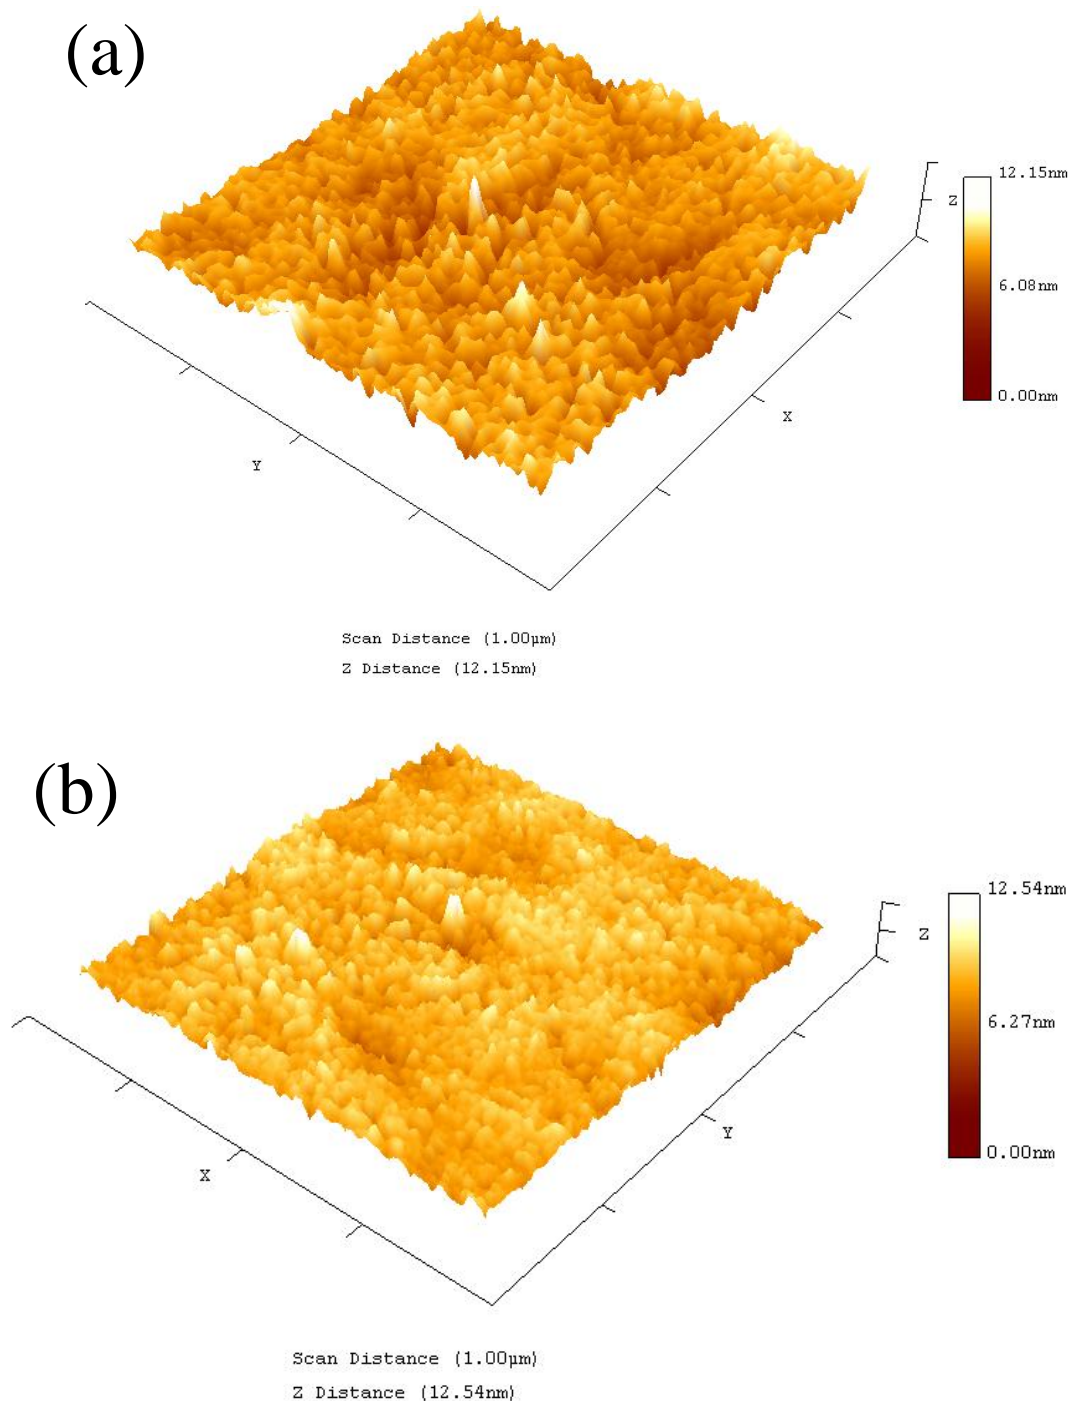 (a)
12.15nm
Z
6.08nm
0.00nm
X
Y
Scan Distance (1.00µm)
Z Distance (12.15nm)
(b)
12.54nm
Z
6.27nm
Y
0.00nm
X
Scan Distance (1.00µm)
Z Distance (12.54nm)